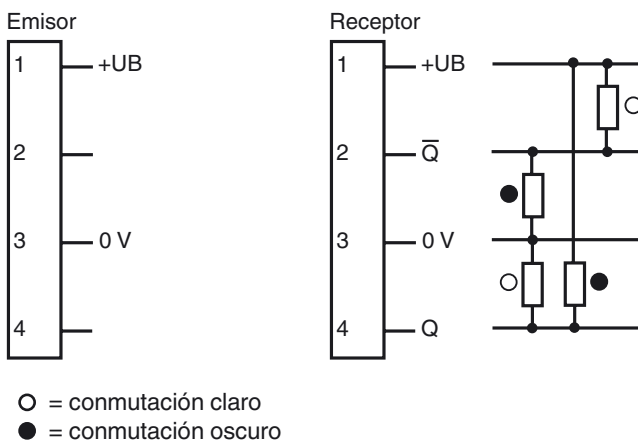 Emisor
1 +UB
2
3 0 V
4
Receptor
1 +UB
2 Q̅
3 0 V
4 Q
○ = conmutación claro
● = conmutación oscuro